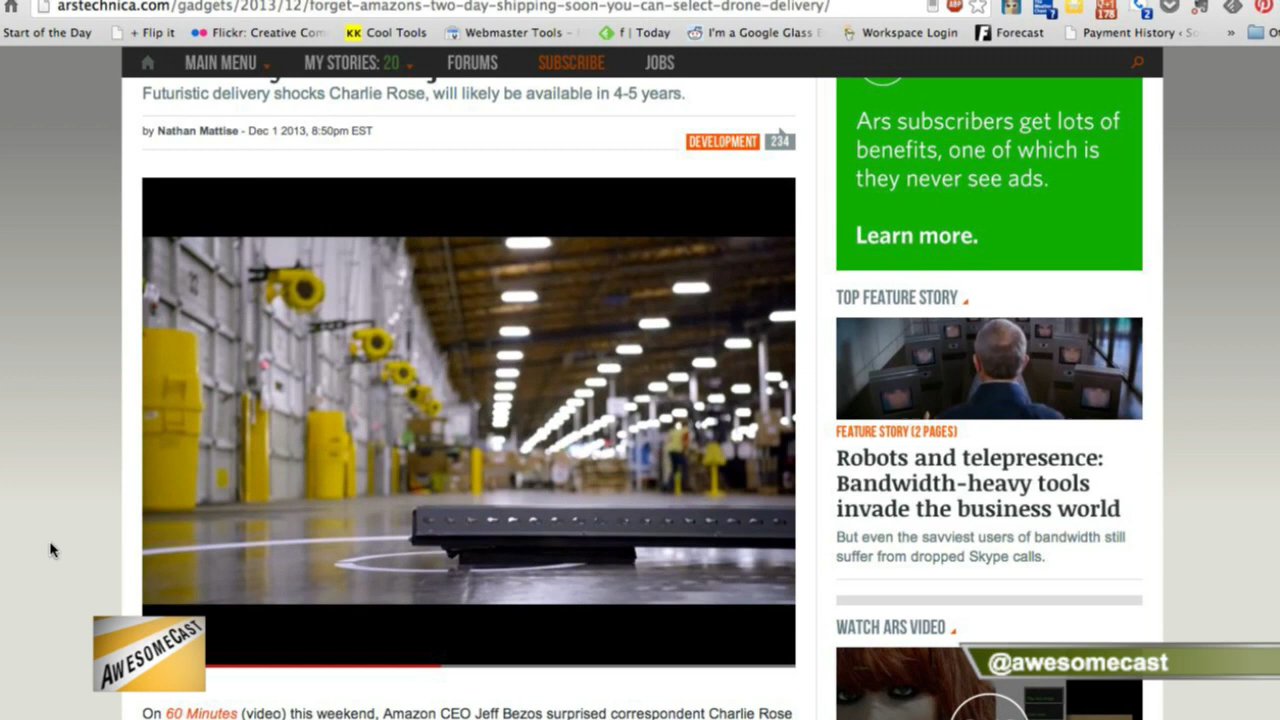 arstechnica.com/gadgets/2013/12/forget-amazons-two-day-shipping-soon-you-can-select-drone-delivery/
Start of the Day
+ Flip it
Flickr: Creative Com
KK Cool Tools
Webmaster Tools -
f | Today
I'm a Google Glass E
Workspace Login
Forecast
Payment History ‹ So
»
MAIN MENU
MY STORIES: 20
FORUMS
SUBSCRIBE
JOBS
Futuristic delivery shocks Charlie Rose, will likely be available in 4-5 years.
by Nathan Mattise - Dec 1 2013, 8:50pm EST
DEVELOPMENT 234
Ars subscribers get lots of
benefits, one of which is
they never see ads.
Learn more.
TOP FEATURE STORY
FEATURE STORY (2 PAGES)
Robots and telepresence:
Bandwidth-heavy tools
invade the business world
But even the savviest users of bandwidth still
suffer from dropped Skype calls.
WATCH ARS VIDEO
AWESOMECAST
@awesomecast
On 60 Minutes (video) this weekend, Amazon CEO Jeff Bezos surprised correspondent Charlie Rose